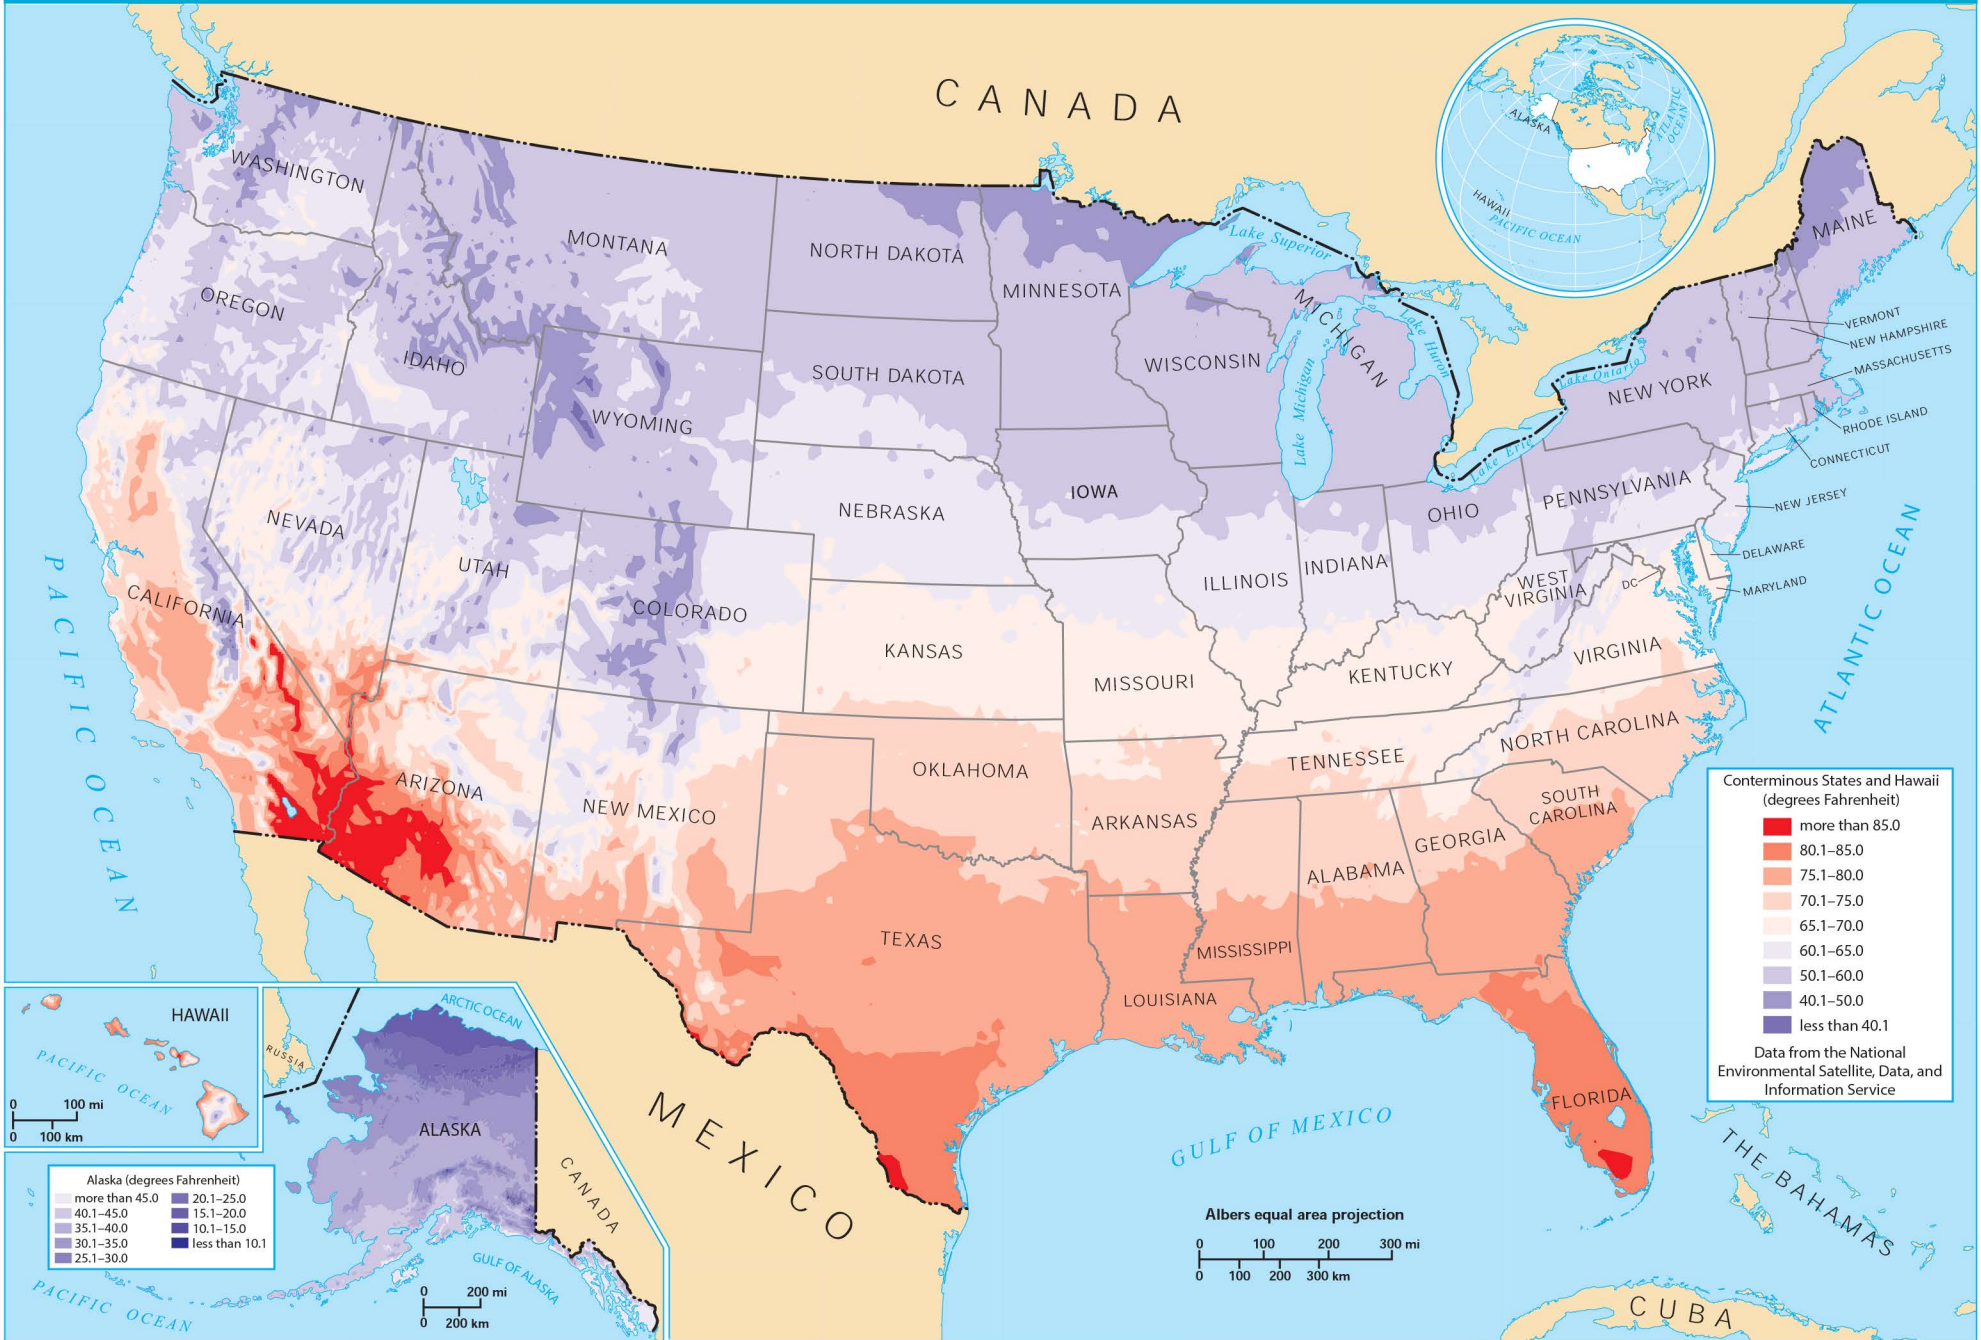 CANADA
ALASKA
ATLANTIC
OCEAN
HAWAII
PACIFIC OCEAN
WASHINGTON
OREGON
IDAHO
MONTANA
NORTH DAKOTA
MINNESOTA
Lake Superior
MICHIGAN
Lake Huron
Lake Michigan
WISCONSIN
Lake Ontario
Lake Erie
NEW YORK
MAINE
VERMONT
NEW HAMPSHIRE
MASSACHUSETTS
RHODE ISLAND
CONNECTICUT
NEW JERSEY
DELAWARE
MARYLAND
DC
WYOMING
SOUTH DAKOTA
IOWA
NEBRASKA
NEVADA
UTAH
COLORADO
CALIFORNIA
KANSAS
MISSOURI
ILLINOIS
INDIANA
OHIO
PENNSYLVANIA
WEST
VIRGINIA
VIRGINIA
KENTUCKY
TENNESSEE
NORTH CAROLINA
SOUTH
CAROLINA
ARIZONA
NEW MEXICO
OKLAHOMA
ARKANSAS
TEXAS
LOUISIANA
MISSISSIPPI
ALABAMA
GEORGIA
FLORIDA
PACIFIC OCEAN
ATLANTIC OCEAN
GULF OF MEXICO
MEXICO
THE BAHAMAS
CUBA
Conterminous States and Hawaii
(degrees Fahrenheit)
more than 85.0
80.1–85.0
75.1–80.0
70.1–75.0
65.1–70.0
60.1–65.0
50.1–60.0
40.1–50.0
less than 40.1
Data from the National
Environmental Satellite, Data, and
Information Service
HAWAII
PACIFIC OCEAN
0 100 mi
0 100 km
ARCTIC OCEAN
RUSSIA
ALASKA
CANADA
GULF OF ALASKA
PACIFIC OCEAN
0 200 mi
0 200 km
Alaska (degrees Fahrenheit)
more than 45.0 20.1–25.0
40.1–45.0 15.1–20.0
35.1–40.0 10.1–15.0
30.1–35.0 less than 10.1
25.1–30.0
Albers equal area projection
0 100 200 300 mi
0 100 200 300 km